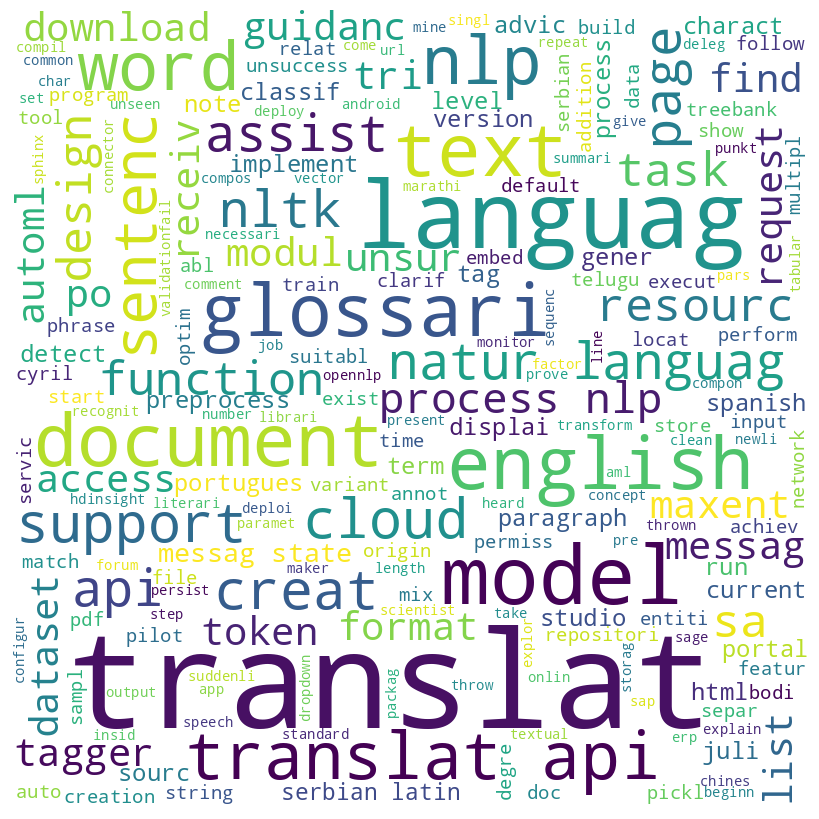 compil
download
guidanc
mine
singl
advic
build
charact
common
word
relat
unsuccess
tri
nlp
come
url
repeat
deleg
follow
page
find
char
set
program
unseen
note
classif
level
version
android
serbian
addition
process
data
give
treebank
show
tool
deploy
assist
text
task
request
punkt
multipl
sphinx
design
connector
sentenc
receiv
implement
compos
vector
summari
marathi
default
tabular
automl
validationfail
necessari
nltk
languag
po
abl
comment
modul
unsur
embed
gener
tag
telugu
execut
pars
phrase
optim
train
clarif
glossari
sequenc
resourc
detect
job
suitabl
monitor
line
locat
perform
cyril
function
opennlp
natur languag
factor
prove
start
recognit
preprocess
exist
process nlp
compon
spanish
number
librari
present
transform
clean
newli
document
displai
store
input
servic
time
english
aml
network
access
portugues
term
variant
annot
heard
concept
maxent
hdinsight
literari
deploi
paramet
support
cloud
paragraph
pre
thrown
achiev
match
messag state
origin
permiss
messag
forum
maker
length
api
creat
model
run
current
file
persist
mix
dataset
pdf
step
scientist
take
studio
entiti
sa
sage
configur
pilot
token
format
explor
repositori
portal
sampl
translat
storag
featur
suddenli
app
dropdown
packag
throw
onlin
sap
html
bodi
output
insid
speech
standard
textual
erp
separ
explain
list
tagger
translat api
degre
juli
sourc
chines
auto
creation
string
serbian latin
doc
pickl
beginn